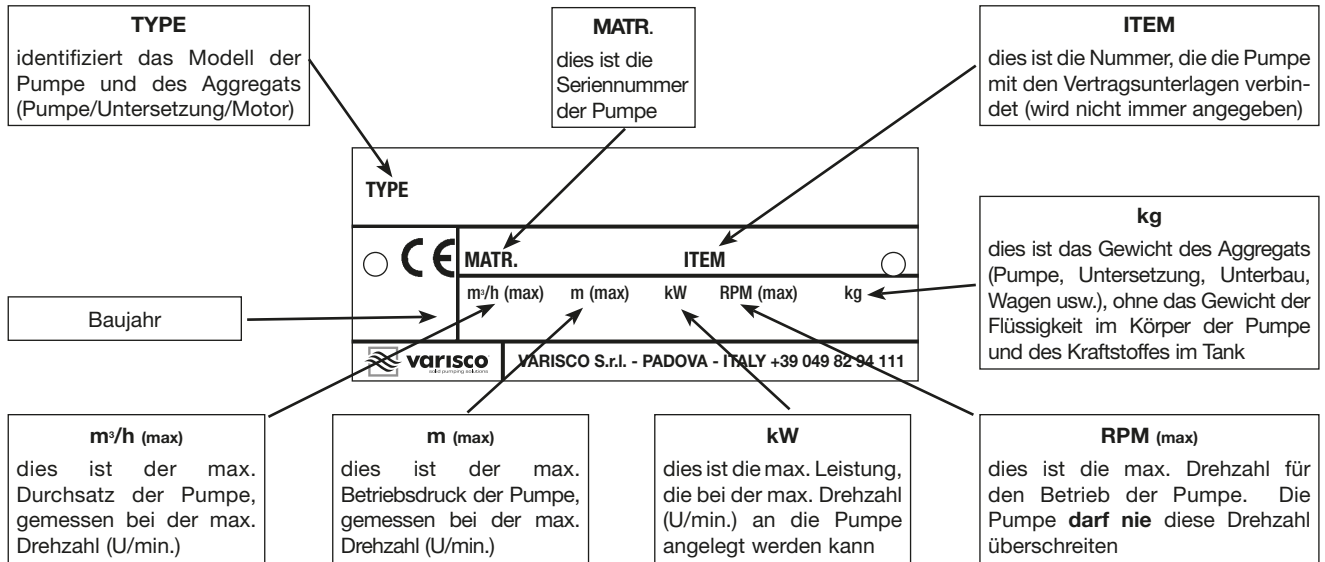 TYPE
identifiziert das Modell der
Pumpe und des Aggregats
(Pumpe/Untersetzung/Motor)
MATR.
dies ist die
Seriennummer
der Pumpe
ITEM
dies ist die Nummer, die die Pumpe
mit den Vertragsunterlagen verbin-
det (wird nicht immer angegeben)
TYPE
CE
MATR. ITEM
m³/h (max) m (max) kW RPM (max) kg
varisco
solid pumping solutions
VARISCO S.r.l. - PADOVA - ITALY +39 049 82 94 111
Baujahr
kg
dies ist das Gewicht des Aggregats
(Pumpe, Untersetzung, Unterbau,
Wagen usw.), ohne das Gewicht der
Flüssigkeit im Körper der Pumpe
und des Kraftstoffes im Tank
m³/h (max)
dies ist der max.
Durchsatz der Pumpe,
gemessen bei der max.
Drehzahl (U/min.)
m (max)
dies ist der max.
Betriebsdruck der Pumpe,
gemessen bei der max.
Drehzahl (U/min.)
kW
dies ist die max. Leistung,
die bei der max. Drehzahl
(U/min.) an die Pumpe
angelegt werden kann
RPM (max)
dies ist die max. Drehzahl für
den Betrieb der Pumpe. Die
Pumpe darf nie diese Drehzahl
überschreiten